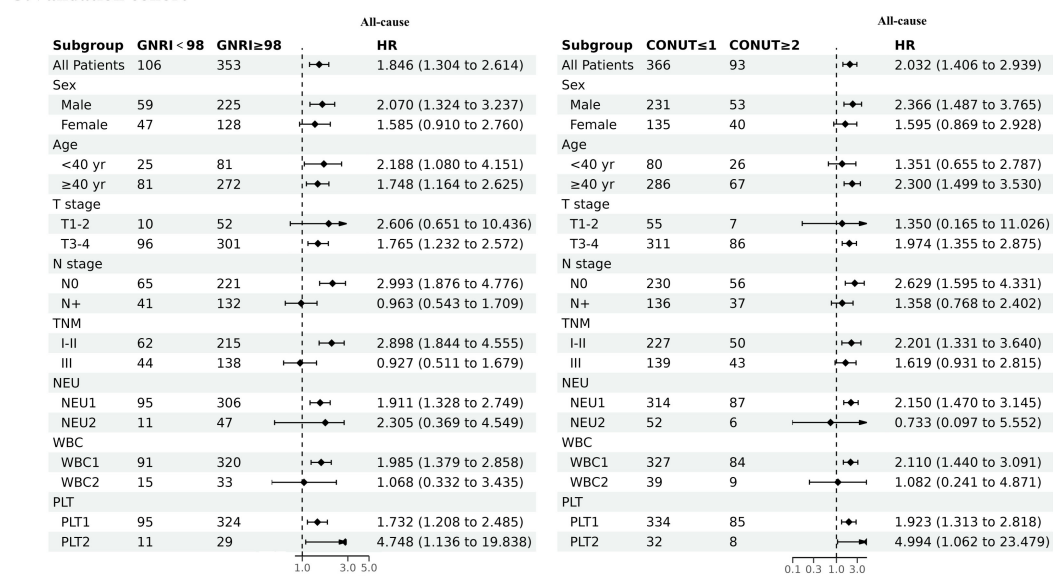 All-cause
Subgroup GNRI<98 GNRI≥98 HR
All Patients 106 353 1.846 (1.304 to 2.614)
Sex
Male 59 225 2.070 (1.324 to 3.237)
Female 47 128 1.585 (0.910 to 2.760)
Age
<40 yr 25 81 2.188 (1.080 to 4.151)
≥40 yr 81 272 1.748 (1.164 to 2.625)
T stage
T1-2 10 52 2.606 (0.651 to 10.436)
T3-4 96 301 1.765 (1.232 to 2.572)
N stage
N0 65 221 2.993 (1.876 to 4.776)
N+ 41 132 0.963 (0.543 to 1.709)
TNM
I-II 62 215 2.898 (1.844 to 4.555)
III 44 138 0.927 (0.511 to 1.679)
NEU
NEU1 95 306 1.911 (1.328 to 2.749)
NEU2 11 47 2.305 (0.369 to 4.549)
WBC
WBC1 91 320 1.985 (1.379 to 2.858)
WBC2 15 33 1.068 (0.332 to 3.435)
PLT
PLT1 95 324 1.732 (1.208 to 2.485)
PLT2 11 29 4.748 (1.136 to 19.838)
1.0 3.0 5.0
All-cause
Subgroup CONUT≤1 CONUT≥2 HR
All Patients 366 93 2.032 (1.406 to 2.939)
Sex
Male 231 53 2.366 (1.487 to 3.765)
Female 135 40 1.595 (0.869 to 2.928)
Age
<40 yr 80 26 1.351 (0.655 to 2.787)
≥40 yr 286 67 2.300 (1.499 to 3.530)
T stage
T1-2 55 7 1.350 (0.165 to 11.026)
T3-4 311 86 1.974 (1.355 to 2.875)
N stage
N0 230 56 2.629 (1.595 to 4.331)
N+ 136 37 1.358 (0.768 to 2.402)
TNM
I-II 227 50 2.201 (1.331 to 3.640)
III 139 43 1.619 (0.931 to 2.815)
NEU
NEU1 314 87 2.150 (1.470 to 3.145)
NEU2 52 6 0.733 (0.097 to 5.552)
WBC
WBC1 327 84 2.110 (1.440 to 3.091)
WBC2 39 9 1.082 (0.241 to 4.871)
PLT
PLT1 334 85 1.923 (1.313 to 2.818)
PLT2 32 8 4.994 (1.062 to 23.479)
0.1 0.3 1.0 3.0